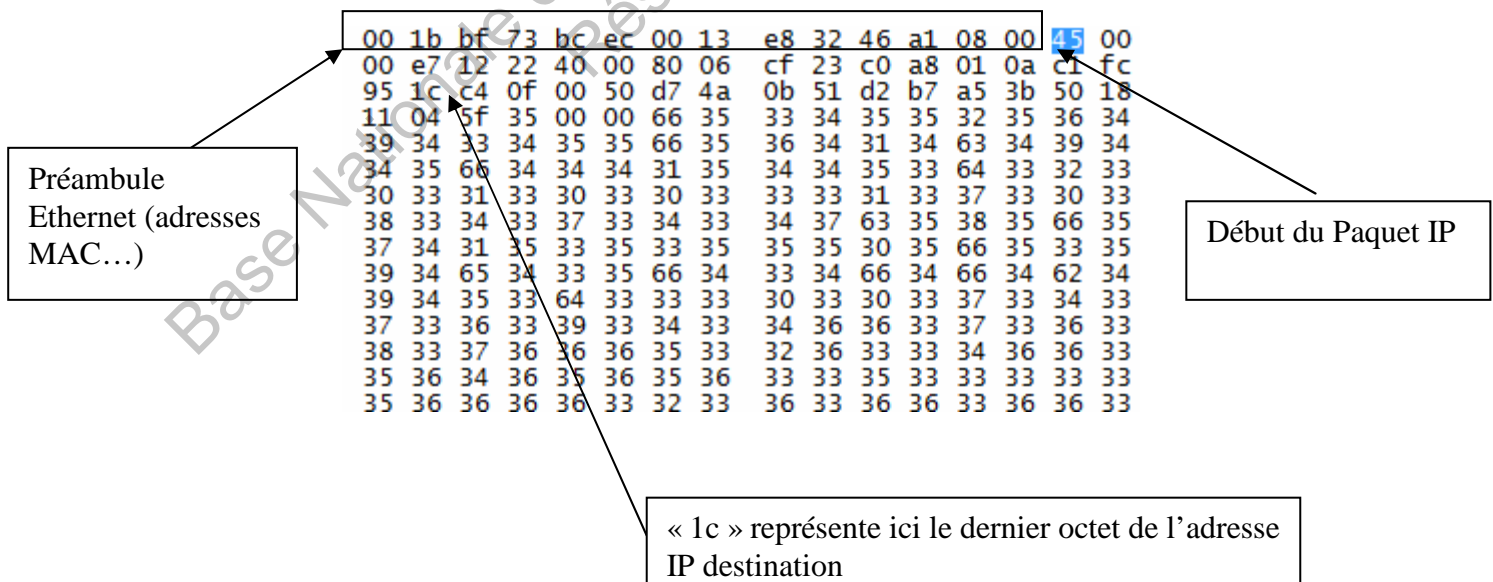 00 1b bf 73 bc ec 00 13 e8 32 46 a1 08 00 45 00
00 e7 12 22 40 00 80 06 cf 23 c0 a8 01 0a c1 fc
95 1c c4 0f 00 50 d7 4a 0b 51 d2 b7 a5 3b 50 18
11 04 5f 35 00 00 66 35 33 34 35 35 32 35 36 34
39 34 33 34 35 35 66 35 36 34 31 34 63 34 39 34
34 35 66 34 34 34 31 35 34 34 35 33 64 33 32 33
30 33 31 33 30 33 30 33 33 33 31 33 37 33 30 33
38 33 34 33 37 33 34 33 34 37 63 35 38 35 66 35
37 34 31 35 33 35 33 35 35 35 30 35 66 35 33 35
39 34 65 34 33 35 66 34 33 34 66 34 66 34 62 34
39 34 35 33 64 33 33 33 30 33 30 33 37 33 34 33
37 33 36 33 39 33 34 33 34 36 36 33 37 33 36 33
38 33 37 36 36 36 35 33 32 36 33 33 34 36 36 33
35 36 34 36 35 36 35 36 33 33 35 33 33 33 33 33
35 36 36 36 36 33 32 33 36 33 36 36 33 36 36 33
Préambule
Ethernet (adresses
MAC…)
Début du Paquet IP
« 1c » représente ici le dernier octet de l’adresse
IP destination
Base Nationale